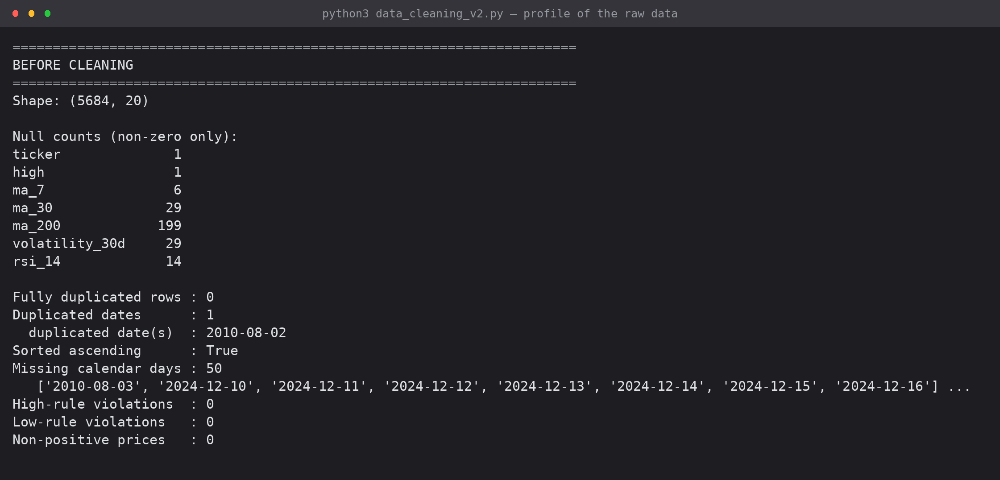 python3 data_cleaning_v2.py — profile of the raw data
======================================================================
BEFORE CLEANING
======================================================================
Shape: (5684, 20)
Null counts (non-zero only):
ticker              1
high                1
ma_7                6
ma_30              29
ma_200            199
volatility_30d     29
rsi_14             14
Fully duplicated rows : 0
Duplicated dates      : 1
  duplicated date(s)  : 2010-08-02
Sorted ascending      : True
Missing calendar days : 50
   ['2010-08-03', '2024-12-10', '2024-12-11', '2024-12-12', '2024-12-13', '2024-12-14', '2024-12-15', '2024-12-16'] ...
High-rule violations  : 0
Low-rule violations   : 0
Non-positive prices   : 0